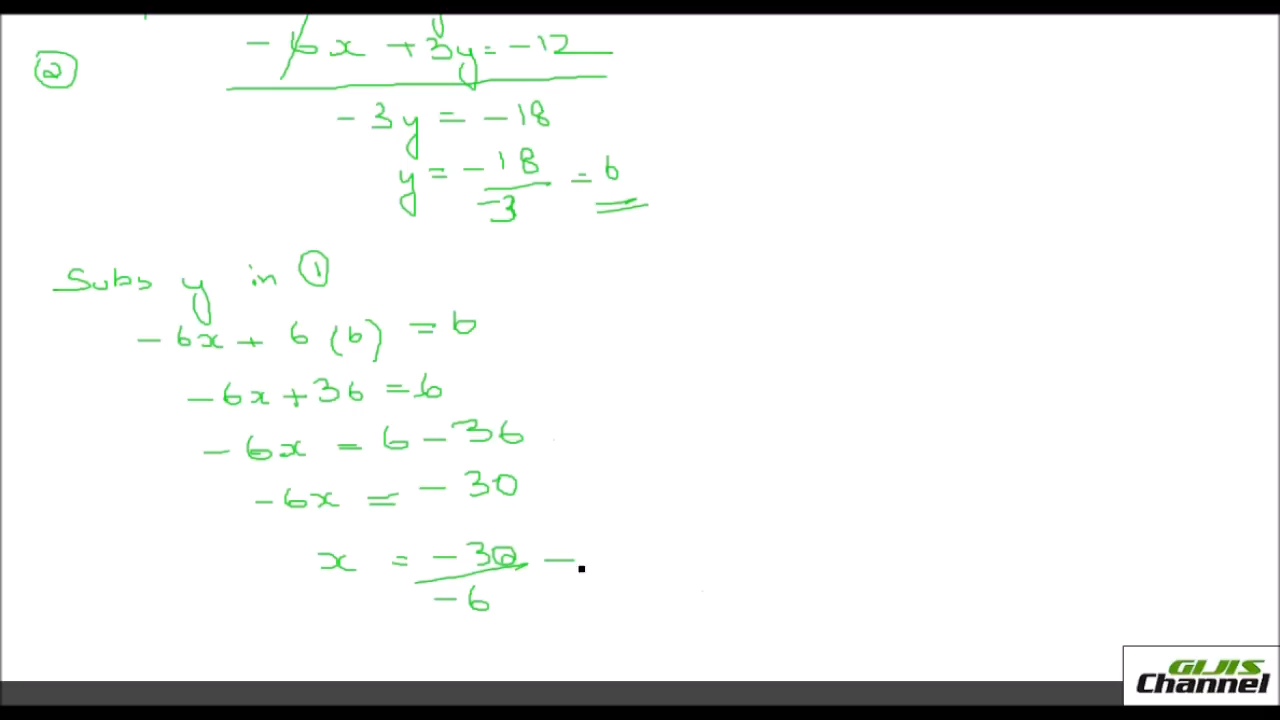 - 6x + 3y = -12
②
- 3y = - 18
y = - 18 / -3 = 6
Subs y in ①
- 6x + 6 (6) = 6
- 6x + 36 = 6
- 6x = 6 - 36
- 6x = - 30
x = - 30 / - 6 -
GIJIS
Channel